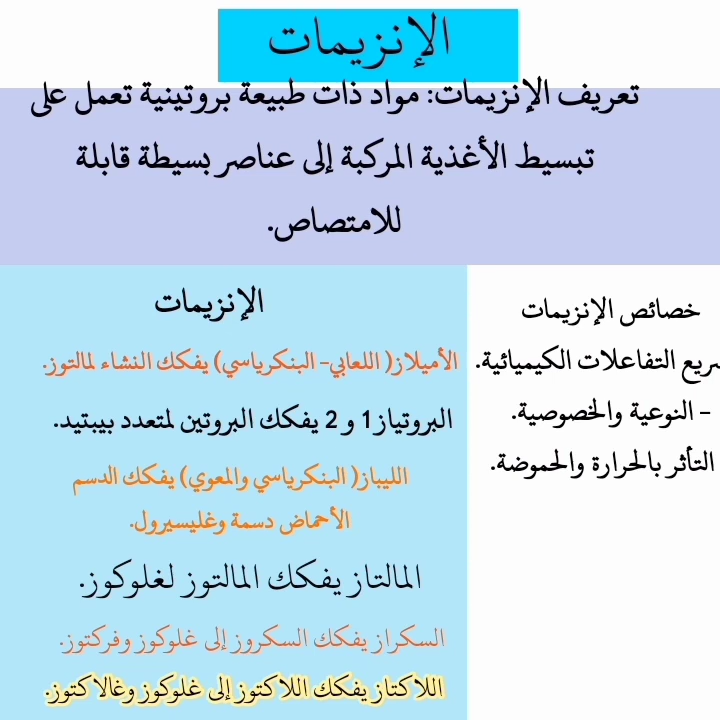 الإنزيمات
تعريف الإنزيمات: مواد ذات طبيعة بروتينية تعمل على
تبسيط الأغذية المركبة إلى عناصر بسيطة قابلة
للامتصاص.
خصائص الإنزيمات
ريع التفاعلات الكيميائية.
- النوعية والخصوصية.
التأثر بالحرارة والحموضة.
الإنزيمات
الأميلاز( اللعابي- البنكرياسي) يفكك النشاء لمالتوز.
البروتياز1 و 2 يفكك البروتين لمتعدد بيبتيد.
الليباز( البنكرياسي والمعوي) يفكك الدسم
الأحماض دسمة وغليسيرول.
المالتاز يفكك المالتوز لغلوكوز.
السكراز يفكك السكروز إلى غلوكوز وفركتوز.
اللاكتاز يفكك اللاكتوز إلى غلوكوز وغالاكتوز.